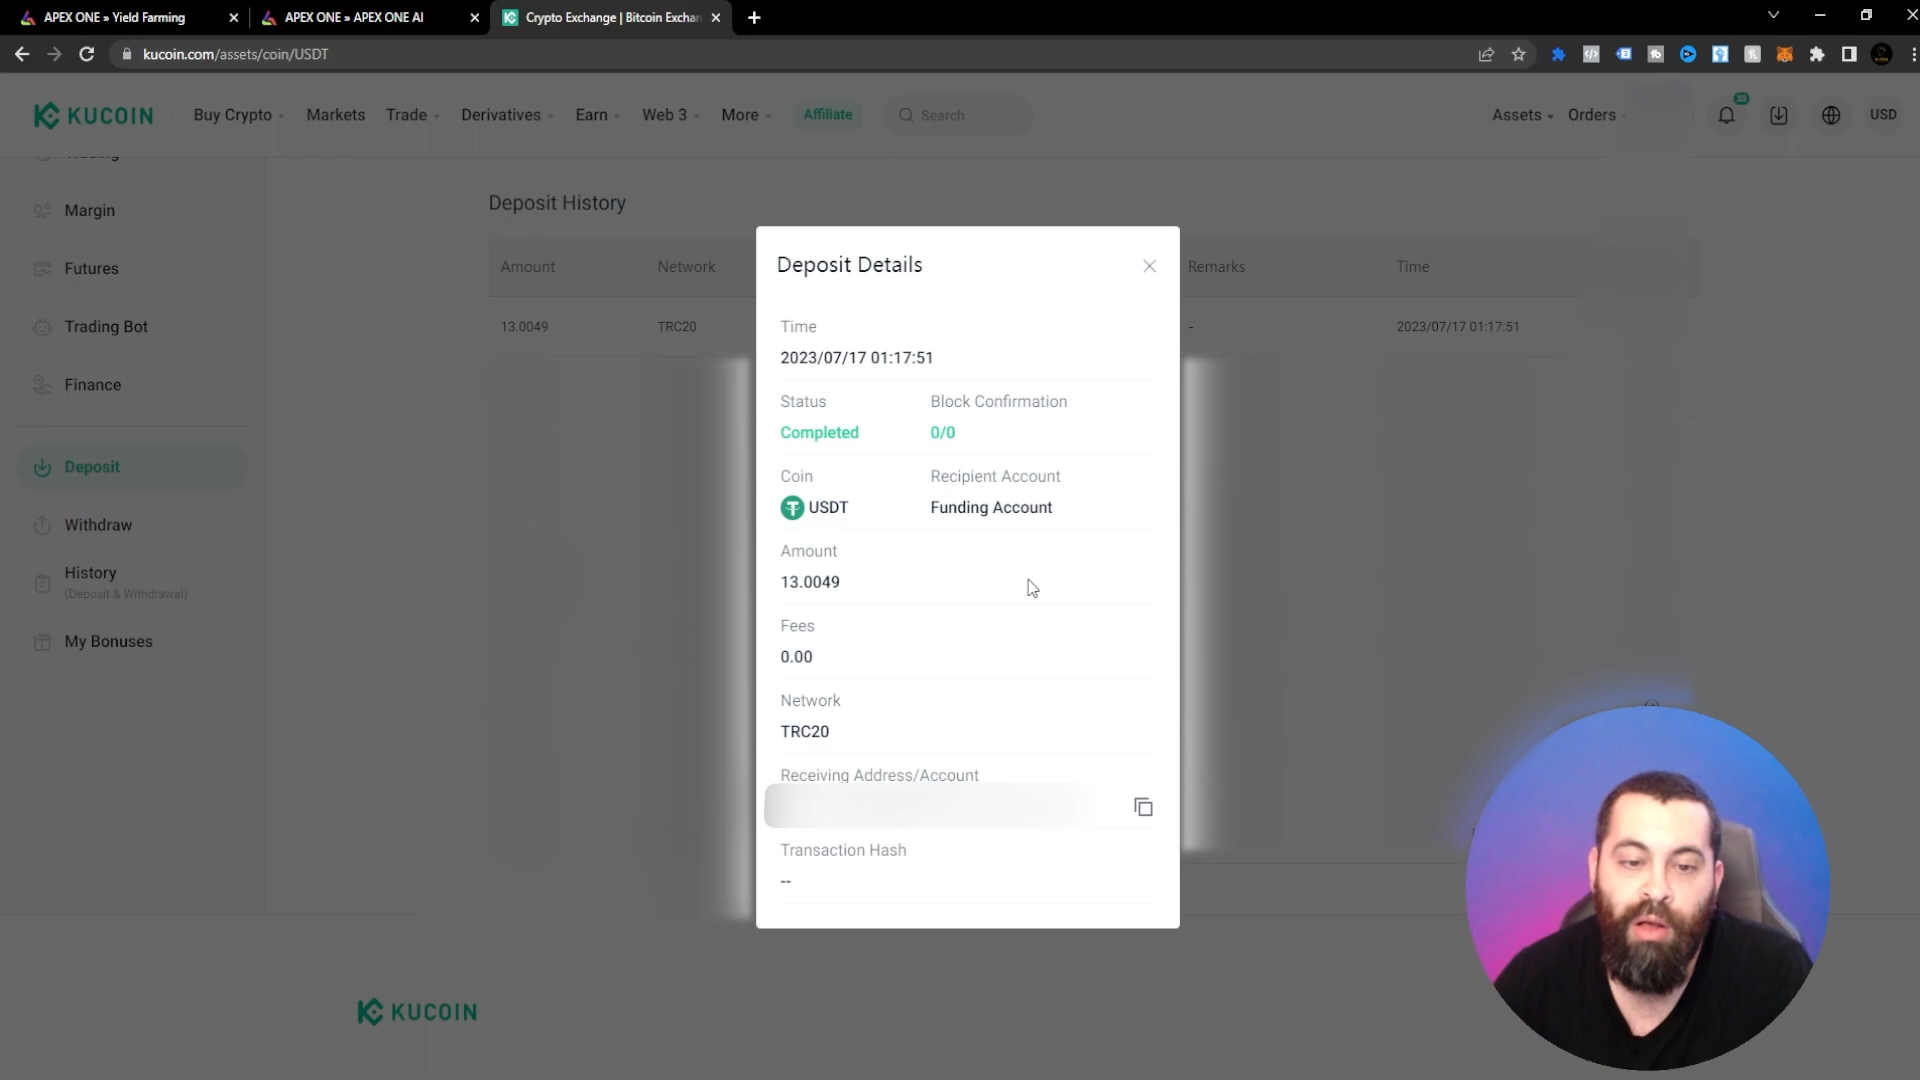 APEX ONE » Yield Farming
APEX ONE » APEX ONE AI
Crypto Exchange | Bitcoin Exchan
kucoin.com/assets/coin/USDT
KUCOIN
Buy Crypto
Markets
Trade
Derivatives
Earn
Web 3
More
Affiliate
Search
Assets
Orders
33
USD
Trading
Margin
Futures
Trading Bot
Finance
Deposit
Withdraw
History
(Deposit & Withdrawal)
My Bonuses
Deposit History
Amount
Network
Remarks
Time
13.0049
TRC20
-
2023/07/17 01:17:51
Deposit Details
Time
2023/07/17 01:17:51
Status
Block Confirmation
Completed
0/0
Coin
Recipient Account
USDT
Funding Account
Amount
13.0049
Fees
0.00
Network
TRC20
Receiving Address/Account
Transaction Hash
--
KUCOIN